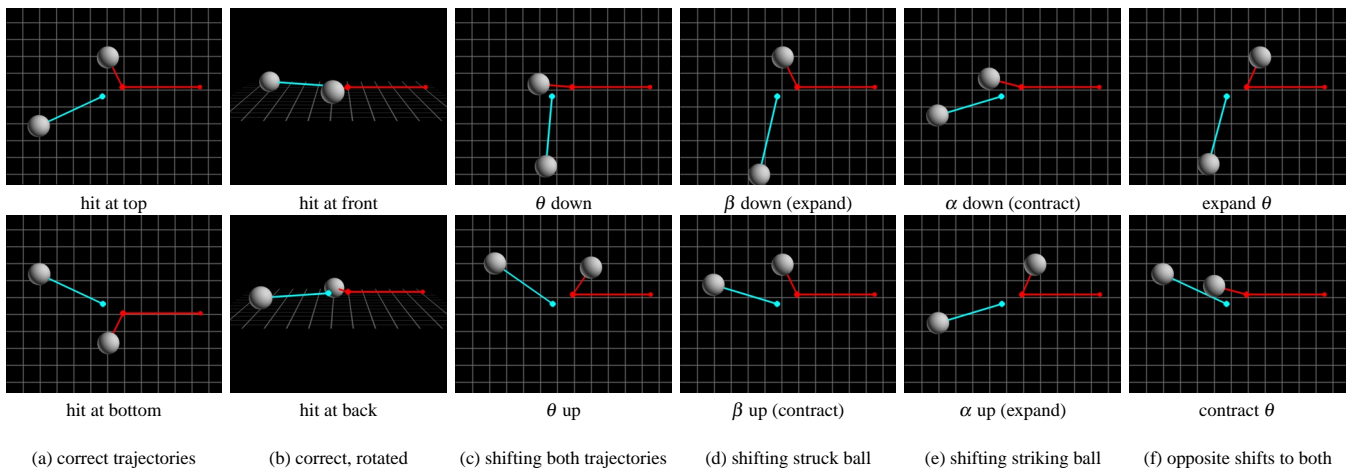 hit at top hit at front θ down β down (expand) α down (contract) expand θ
hit at bottom hit at back θ up β up (contract) α up (expand) contract θ
(a) correct trajectories (b) correct, rotated (c) shifting both trajectories (d) shifting struck ball (e) shifting striking ball (f) opposite shifts to both